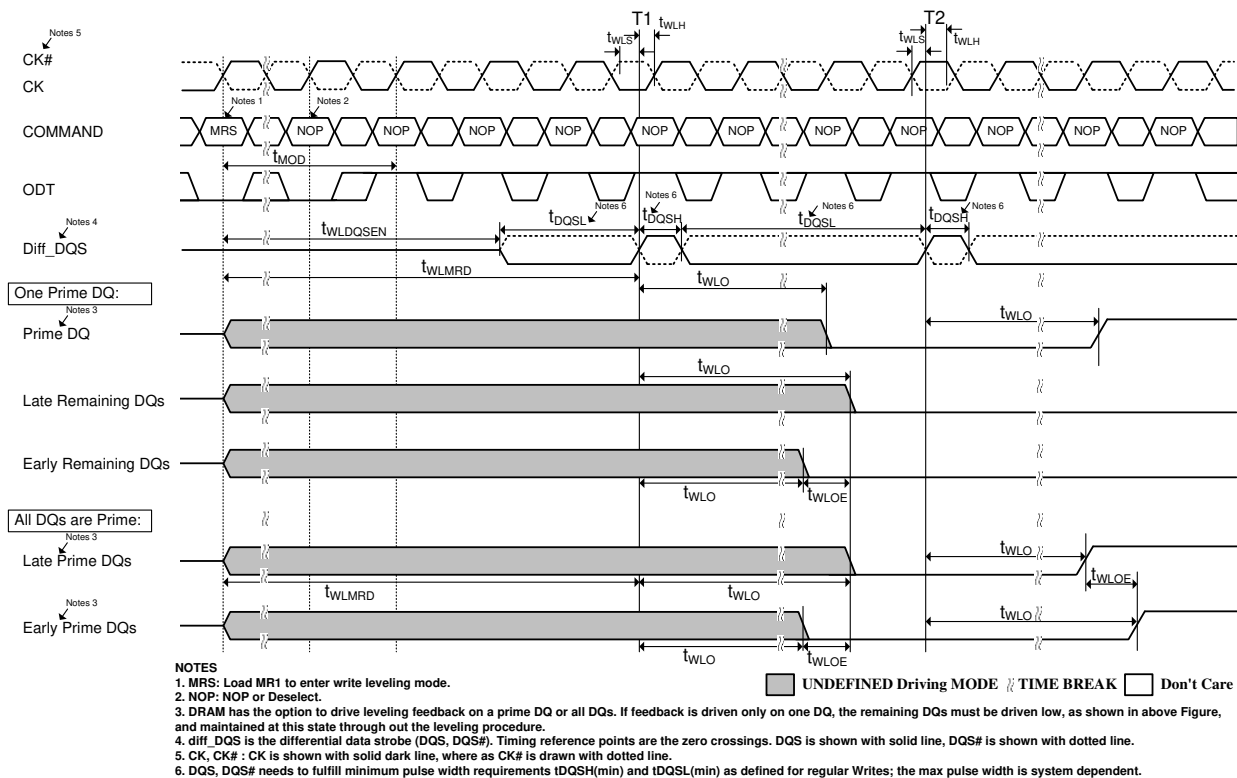 T1 T2
tWLS tWLH tWLS tWLH
Notes 5
CK#
CK
Notes 1 Notes 2
COMMAND MRS NOP NOP NOP NOP NOP NOP NOP NOP NOP NOP NOP
tMOD
ODT
Notes 6 Notes 6 Notes 6 Notes 6
Notes 4
tDQSL tDQSH tDQSL tDQSH
Diff_DQS
tWLDQSEN
tWLMRD
tWLO
One Prime DQ:
Notes 3
Prime DQ
tWLO
tWLO
Late Remaining DQs
Early Remaining DQs
tWLO tWLOE
All DQs are Prime:
Notes 3
Late Prime DQs
tWLO
tWLMRD tWLO tWLOE
Notes 3
Early Prime DQs
tWLO
tWLO tWLOE
NOTES
1. MRS: Load MR1 to enter write leveling mode.
2. NOP: NOP or Deselect.
UNDEFINED Driving MODE TIME BREAK Don't Care
3. DRAM has the option to drive leveling feedback on a prime DQ or all DQs. If feedback is driven only on one DQ, the remaining DQs must be driven low, as shown in above Figure,
and maintained at this state through out the leveling procedure.
4. diff_DQS is the differential data strobe (DQS, DQS#). Timing reference points are the zero crossings. DQS is shown with solid line, DQS# is shown with dotted line.
5. CK, CK# : CK is shown with solid dark line, where as CK# is drawn with dotted line.
6. DQS, DQS# needs to fulfill minimum pulse width requirements tDQSH(min) and tDQSL(min) as defined for regular Writes; the max pulse width is system dependent.